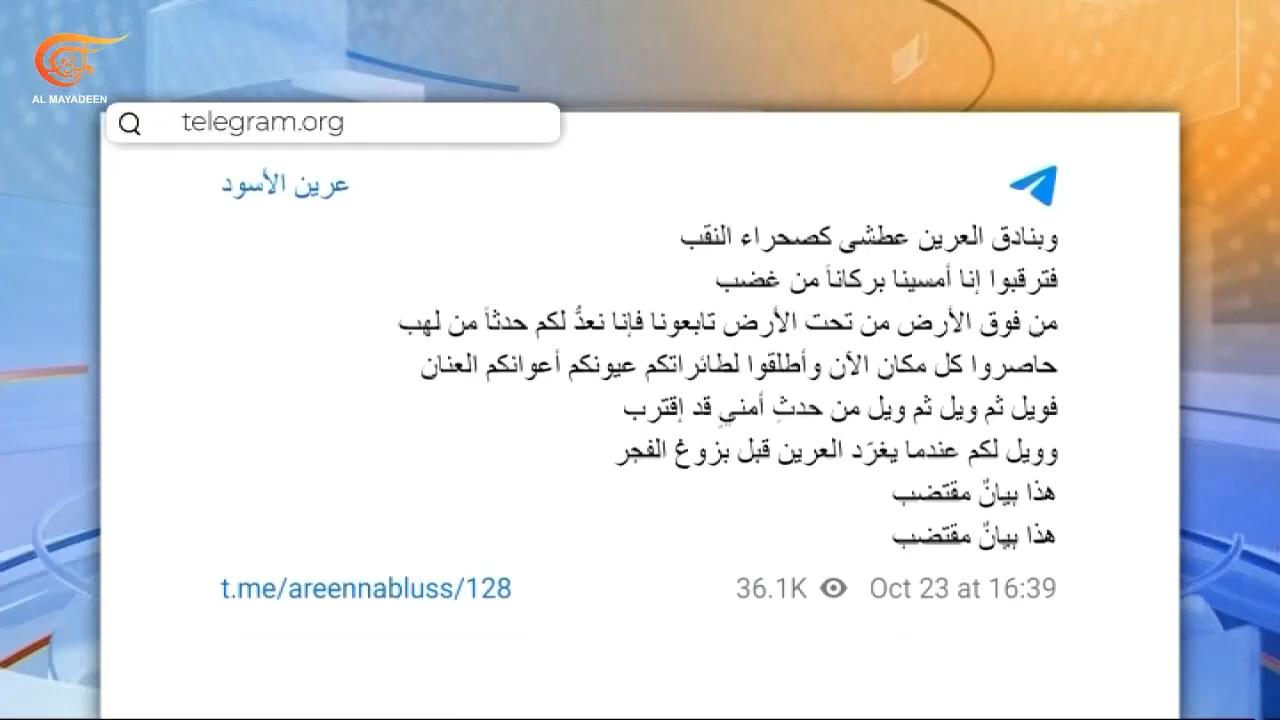 AL MAYADEEN
telegram.org
عرين الأسود
وبنادق العرين عطشى كصحراء النقب
فترقبوا إنا أمسينا بركاناً من غضب
من فوق الأرض من تحت الأرض تابعونا فإنا نعدُّ لكم حدثاً من لهب
حاصروا كل مكان الآن وأطلقوا لطائراتكم عيونكم أعوانكم العنان
فويل ثم ويل ثم ويل من حدثِ أمنيٍ قد إقترب
وويل لكم عندما يغرّد العرين قبل بزوغ الفجر
هذا بيانٌ مقتضب
هذا بيانٌ مقتضب
t.me/areennabluss/128 36.1K Oct 23 at 16:39